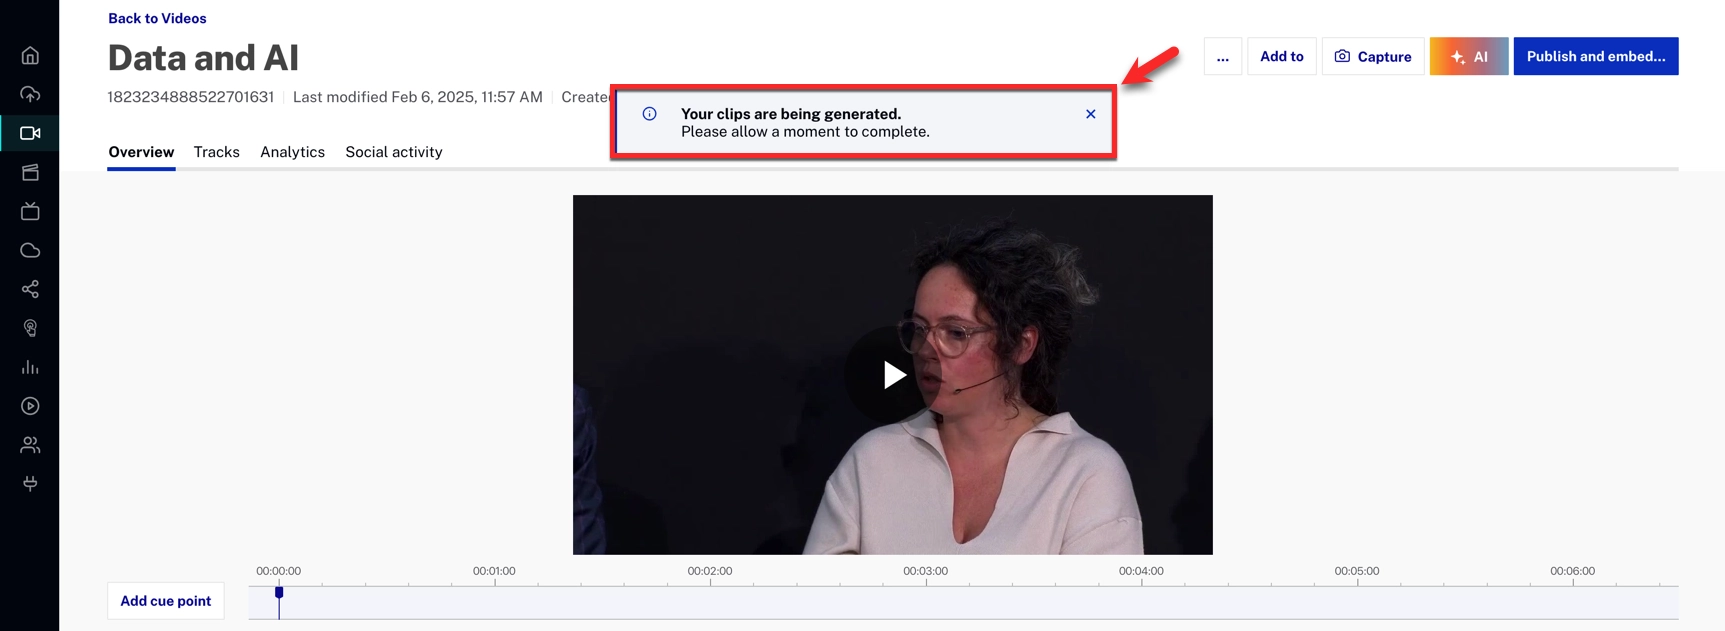 Back to Videos
Data and AI
... Add to Capture AI Publish and embed...
1823234888522701631 Last modified Feb 6, 2025, 11:57 AM
Your clips are being generated.
Please allow a moment to complete.
Overview Tracks Analytics Social activity
00:00:00 00:01:00 00:02:00 00:03:00 00:04:00 00:05:00 00:06:00
Add cue point